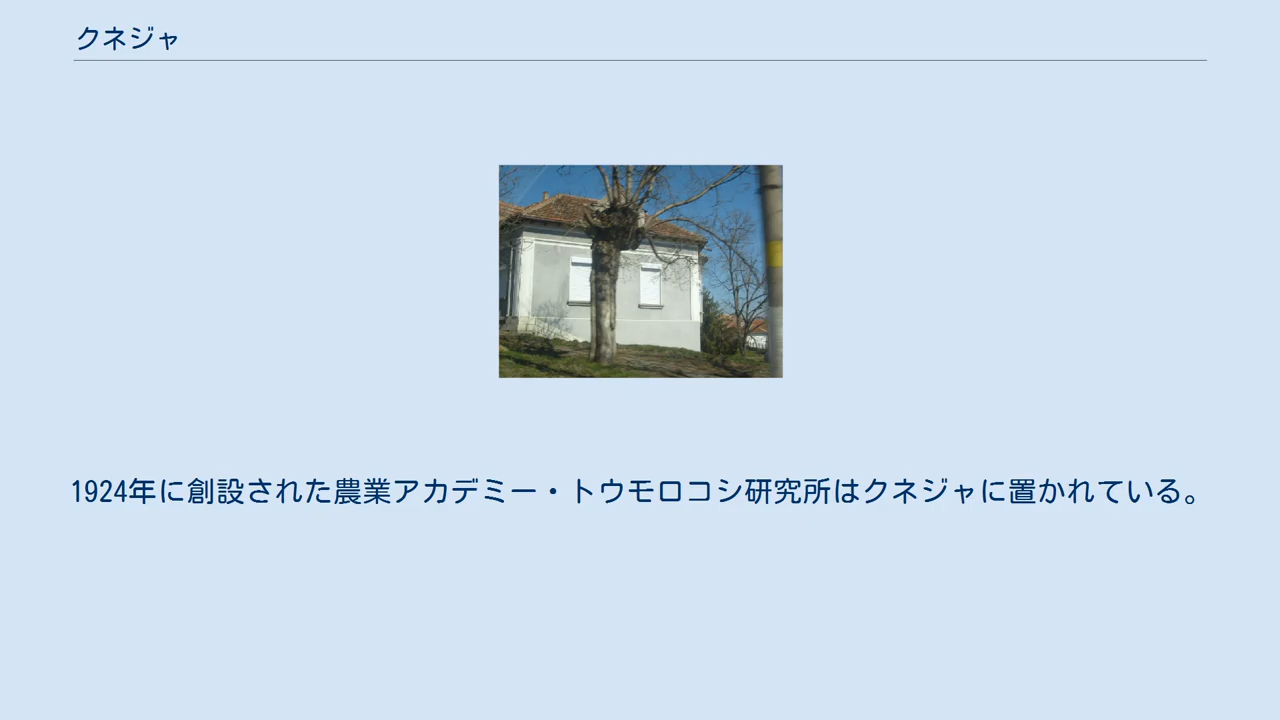 クネジャ
1924年に創設された農業アカデミー・トウモロコシ研究所はクネジャに置かれている。